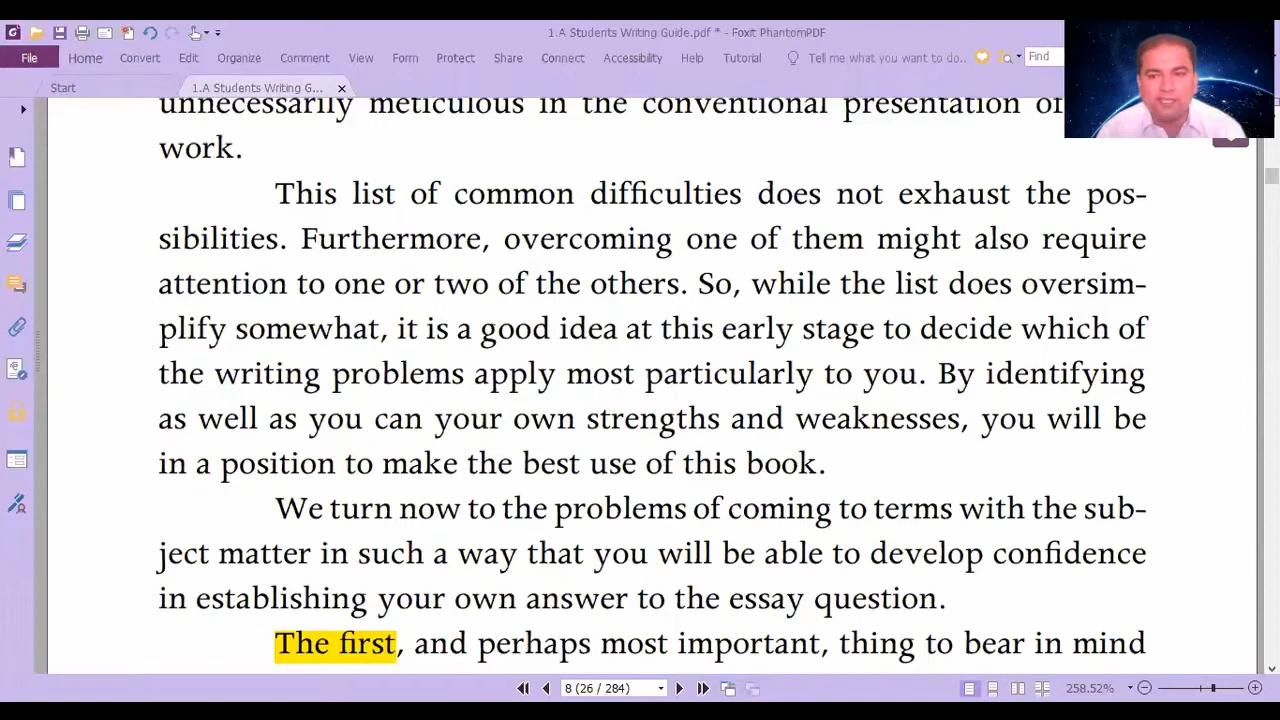 1.A Students Writing Guide.pdf * - Foxit PhantomPDF
File Home Convert Edit Organize Comment View Form Protect Share Connect Accessibility Help Tutorial Tell me what you want to do.. Find
Start 1.A Students Writing G...
unnecessarily meticulous in the conventional presentation of
work.
This list of common difficulties does not exhaust the pos-
sibilities. Furthermore, overcoming one of them might also require
attention to one or two of the others. So, while the list does oversim-
plify somewhat, it is a good idea at this early stage to decide which of
the writing problems apply most particularly to you. By identifying
as well as you can your own strengths and weaknesses, you will be
in a position to make the best use of this book.
We turn now to the problems of coming to terms with the sub-
ject matter in such a way that you will be able to develop confidence
in establishing your own answer to the essay question.
The first, and perhaps most important, thing to bear in mind
8 (26 / 284) 258.52%